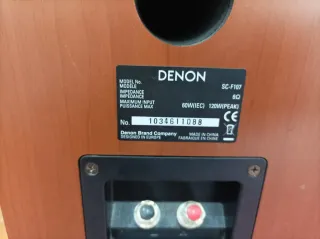 DENON
MODEL No. SC-F107
MODELE
IMPEDANCE 6Ω
IMPEDANCE
MAXIMUM INPUT 60W(IEC) 120W(PEAK)
PUISSANCE MAX
No. 1034611088
Denon Brand Company MADE IN CHINA
DESIGNED IN EUROPE FABRIQUE EN CHINE
CE